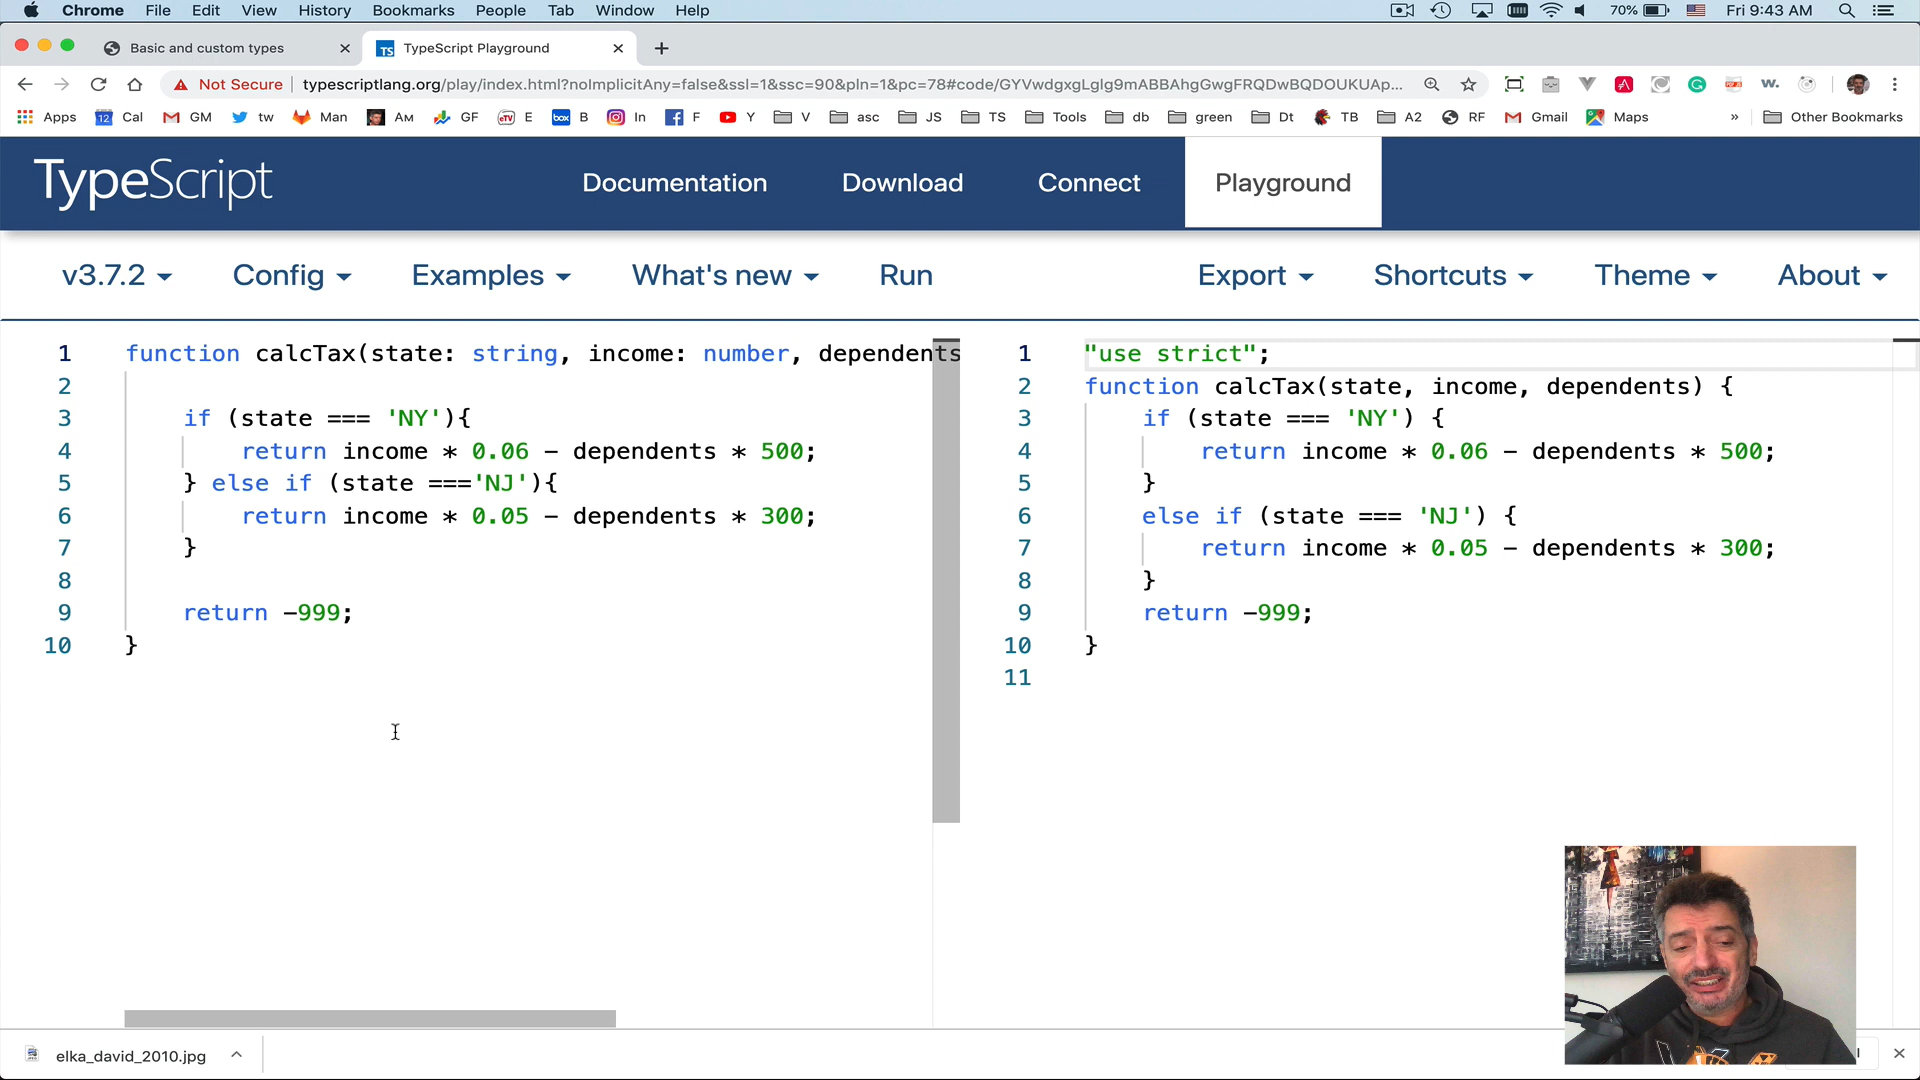 Chrome File Edit View History Bookmarks People Tab Window Help 70% Fri 9:43 AM
Basic and custom types TS TypeScript Playground
Not Secure typescriptlang.org/play/index.html?noImplicitAny=false&ssl=1&ssc=90&pln=1&pc=78#code/GYVwdgxgLglg9mABBAhgGwgFRQDwBQDOUKUAp...
Apps 12 Cal GM tw Man Ам GF eTV E box B In F Y V asc JS TS Tools db green Dt TB A2 RF Gmail Maps » Other Bookmarks
TypeScript Documentation Download Connect Playground
v3.7.2 Config Examples What's new Run Export Shortcuts Theme About
1 function calcTax(state: string, income: number, dependents
2
3 if (state === 'NY'){
4 return income * 0.06 - dependents * 500;
5 } else if (state ==='NJ'){
6 return income * 0.05 - dependents * 300;
7 }
8
9 return -999;
10 }
1 "use strict";
2 function calcTax(state, income, dependents) {
3 if (state === 'NY') {
4 return income * 0.06 - dependents * 500;
5 }
6 else if (state === 'NJ') {
7 return income * 0.05 - dependents * 300;
8 }
9 return -999;
10 }
11
elka_david_2010.jpg